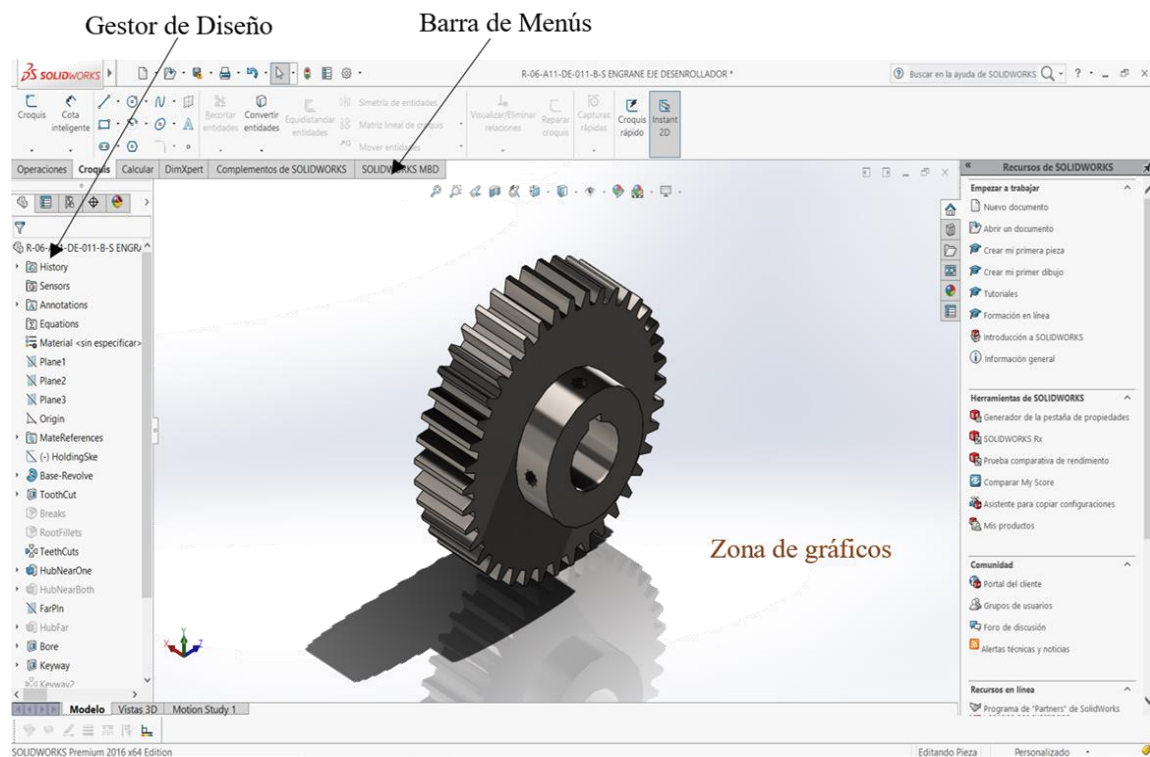 Gestor de Diseño
Barra de Menús
SOLIDWORKS
R-06-A11-DE-011-B-S ENGRANE EJE DESENROLLADOR *
Buscar en la ayuda de SOLIDWORKS
?
Croquis
Cota inteligente
Recortar entidades
Convertir entidades
Equidistanciar entidades
Simetría de entidades
Matriz lineal de croquis
Mover entidades
Visualizar/Eliminar relaciones
Reparar croquis
Capturas rápidas
Croquis rápido
Instant 2D
Operaciones
Croquis
Calcular
DimXpert
Complementos de SOLIDWORKS
SOLIDWORKS MBD
R-06-A11-DE-011-B-S ENGRA
History
Sensors
Annotations
Equations
Material <sin especificar>
Plane1
Plane2
Plane3
Origin
MateReferences
(-) HoldingSke
Base-Revolve
ToothCut
Breaks
RootFillets
TeethCuts
HubNearOne
HubNearBoth
FarPln
HubFar
Bore
Keyway
Keyway2
Zona de gráficos
Y
X
Z
Recursos de SOLIDWORKS
Empezar a trabajar
Nuevo documento
Abrir un documento
Crear mi primera pieza
Crear mi primer dibujo
Tutoriales
Formación en línea
Introducción a SOLIDWORKS
Información general
Herramientas de SOLIDWORKS
Generador de la pestaña de propiedades
SOLIDWORKS Rx
Prueba comparativa de rendimiento
Comparar My Score
Asistente para copiar configuraciones
Mis productos
Comunidad
Portal del cliente
Grupos de usuarios
Foro de discusión
Alertas técnicas y noticias
Recursos en línea
Programa de "Partners" de SolidWorks
Modelo
Vistas 3D
Motion Study 1
SOLIDWORKS Premium 2016 x64 Edition
Editando Pieza
Personalizado